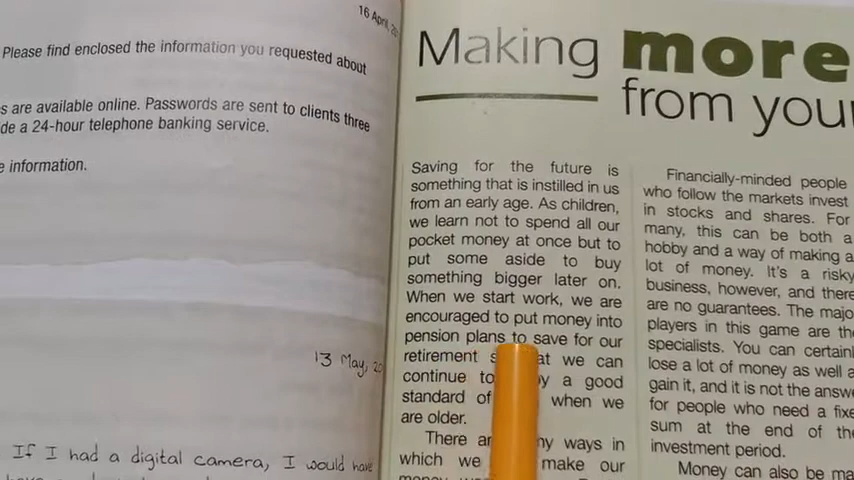 16 April, 20
Please find enclosed the information you requested about
s are available online. Passwords are sent to clients three
de a 24-hour telephone banking service.
e information.
13 May, 20
If I had a digital camera, I would have
Making more
from your
Saving for the future is
something that is instilled in us
from an early age. As children,
we learn not to spend all our
pocket money at once but to
put some aside to buy
something bigger later on.
When we start work, we are
encouraged to put money into
pension plans to save for our
retirement s at we can
continue to y a good
standard of when we
are older.
There ar ny ways in
which we make our
Financially-minded people
who follow the markets invest
in stocks and shares. For
many, this can be both a
hobby and a way of making a
lot of money. It's a risky
business, however, and there
are no guarantees. The major
players in this game are the
specialists. You can certainl
lose a lot of money as well a
gain it, and it is not the answe
for people who need a fixe
sum at the end of the
investment period.
Money can also be ma